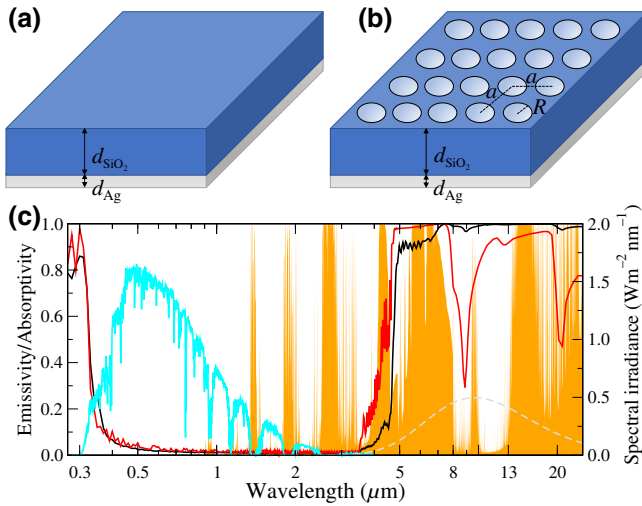 (a)
(b)
a
a
R
d_SiO₂
d_Ag
d_SiO₂
d_Ag
(c)
1.0
0.8
0.6
0.4
0.2
0.0
Emissivity/Absorptivity
2.0
1.5
1.0
0.5
0.0
Spectral irradiance (Wm⁻² nm⁻¹)
0.3 0.5 1 2 5 8 13 20
Wavelength (μm)